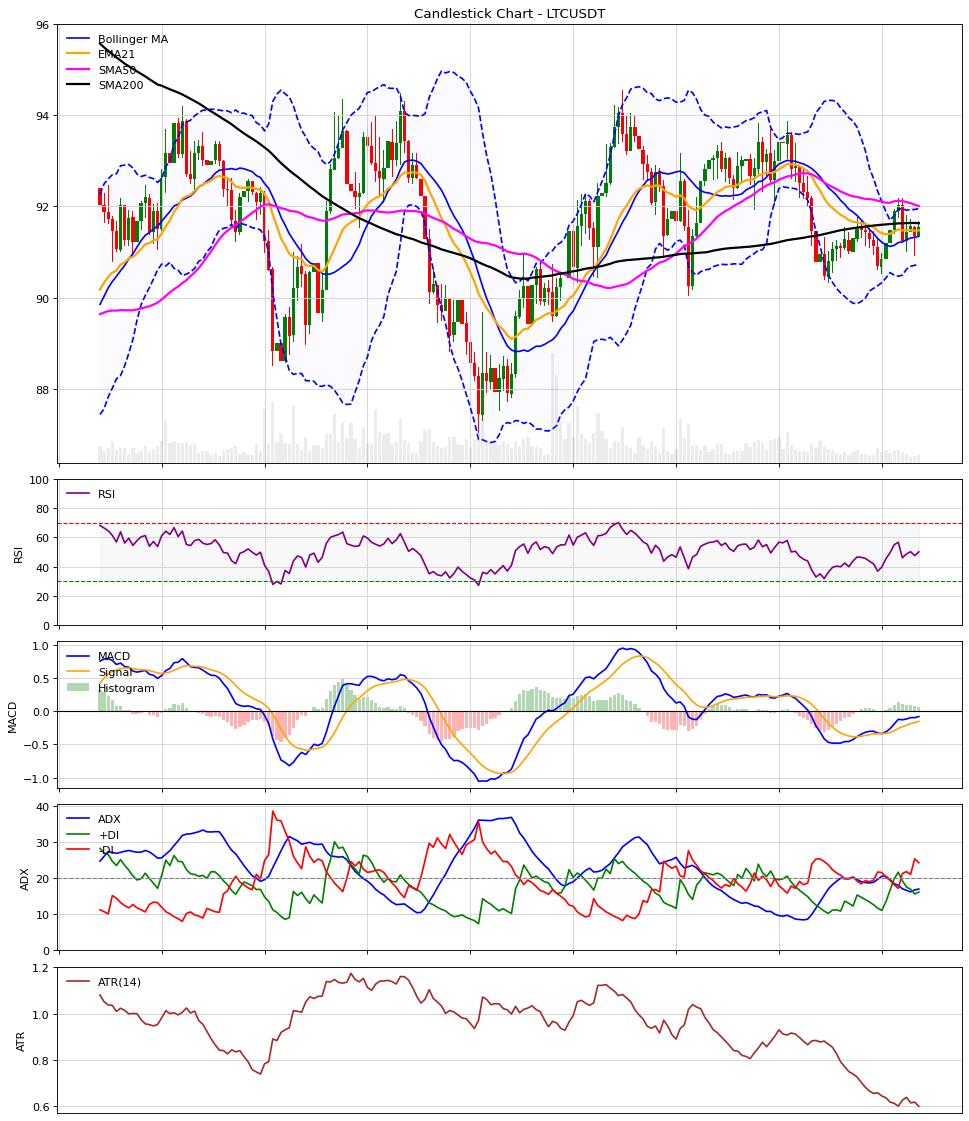 Candlestick Chart - LTCUSDT
96
94
92
90
88
Bollinger MA
EMA21
SMA50
SMA200
RSI
100
80
60
40
20
0
RSI
MACD
1.0
0.5
0.0
−0.5
−1.0
MACD
Signal
Histogram
ADX
40
30
20
10
0
ADX
+DI
-DI
ATR
1.2
1.0
0.8
0.6
ATR(14)